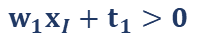 w₁x_I + t₁ > 0